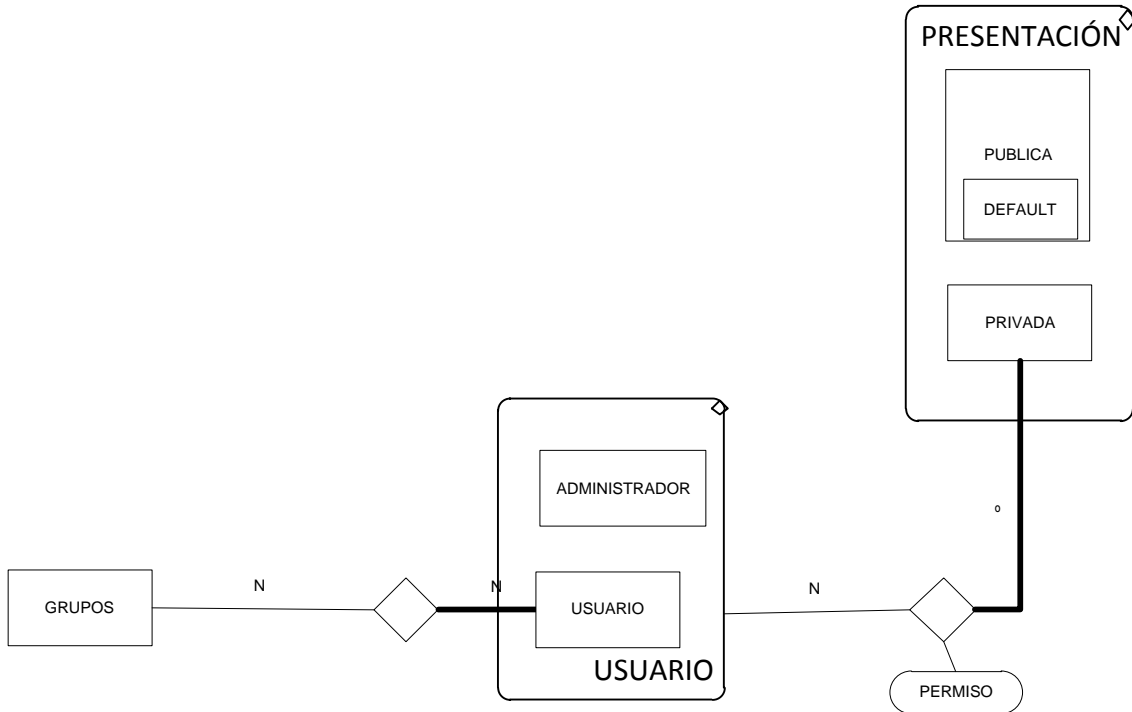 PRESENTACIÓN
PUBLICA
DEFAULT
PRIVADA
ADMINISTRADOR
o
GRUPOS
N
N
USUARIO
N
USUARIO
PERMISO